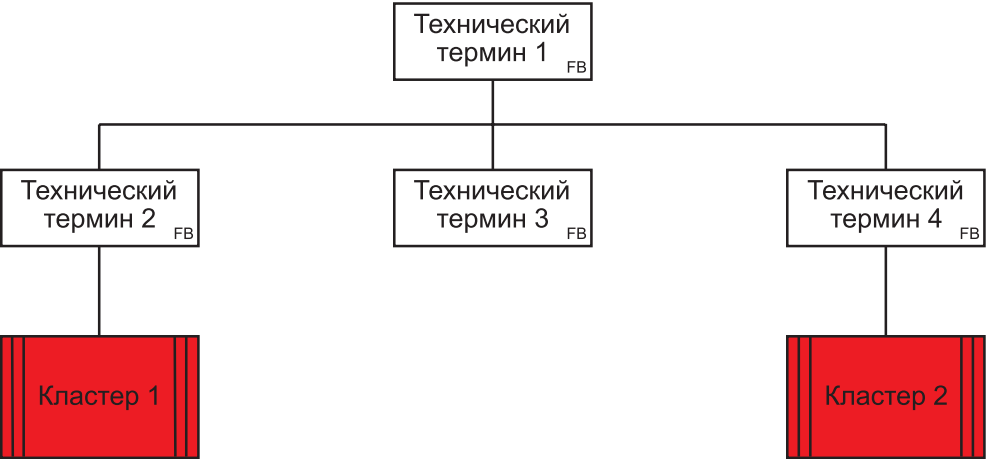 Технический
термин 1
FB
Технический
термин 2
FB
Технический
термин 3
FB
Технический
термин 4
FB
Кластер 1
Кластер 2